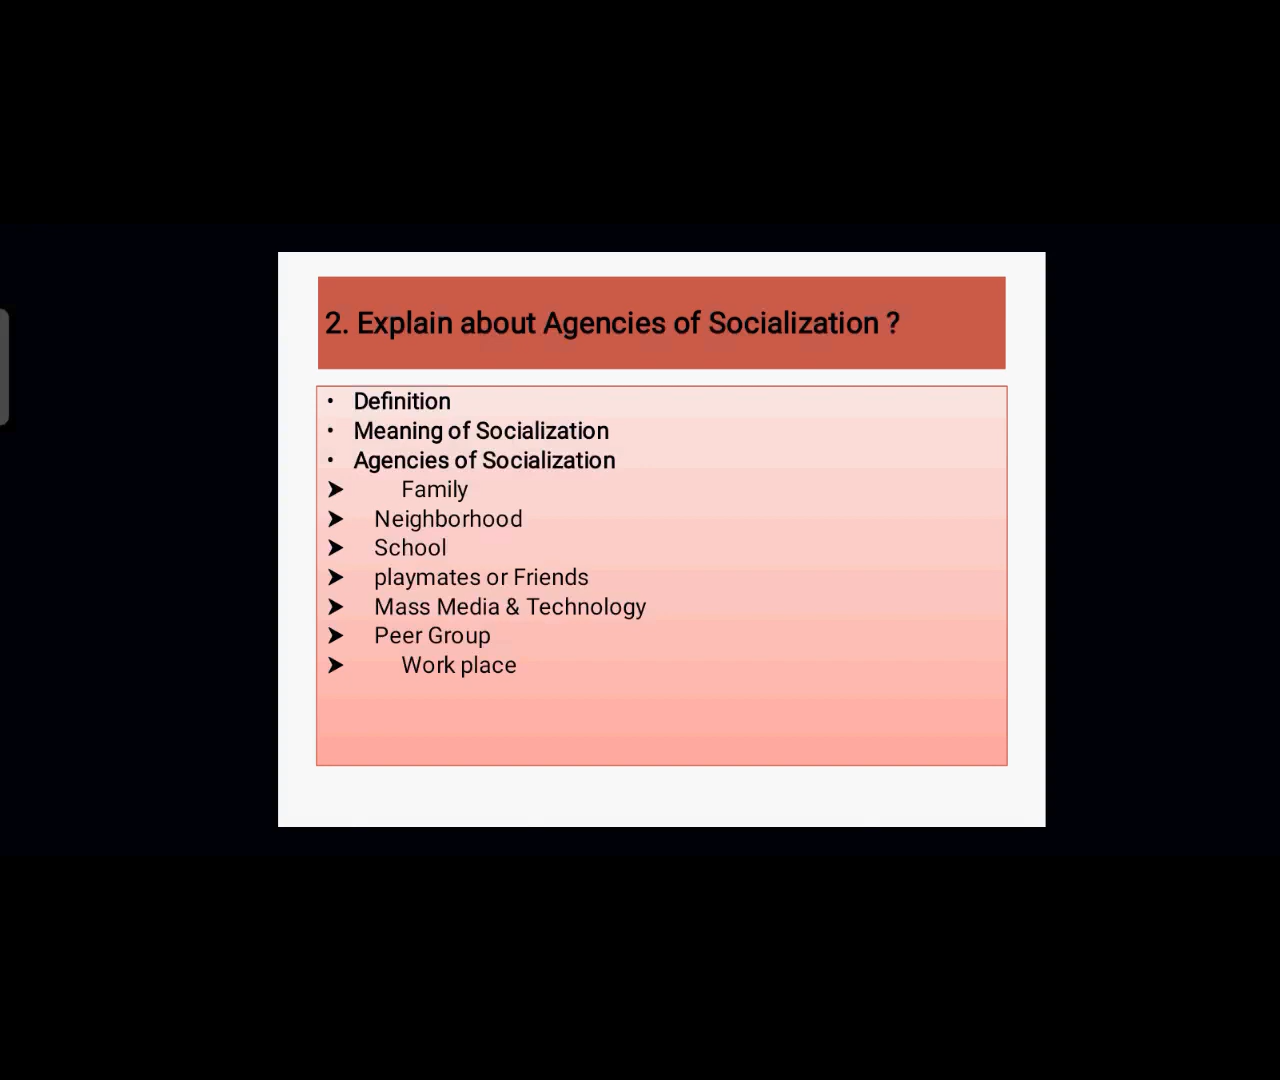 2. Explain about Agencies of Socialization ?
• Definition
• Meaning of Socialization
• Agencies of Socialization
➤ Family
➤ Neighborhood
➤ School
➤ playmates or Friends
➤ Mass Media & Technology
➤ Peer Group
➤ Work place